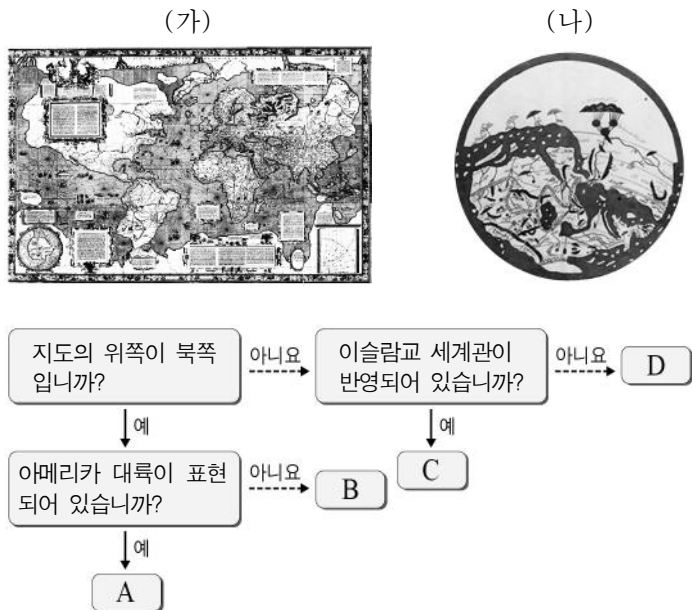 (가)
(나)
지도의 위쪽이 북쪽
입니까?
아니요
이슬람교 세계관이
반영되어 있습니까?
아니요
D
예
예
아메리카 대륙이 표현
되어 있습니까?
아니요
B
C
예
A